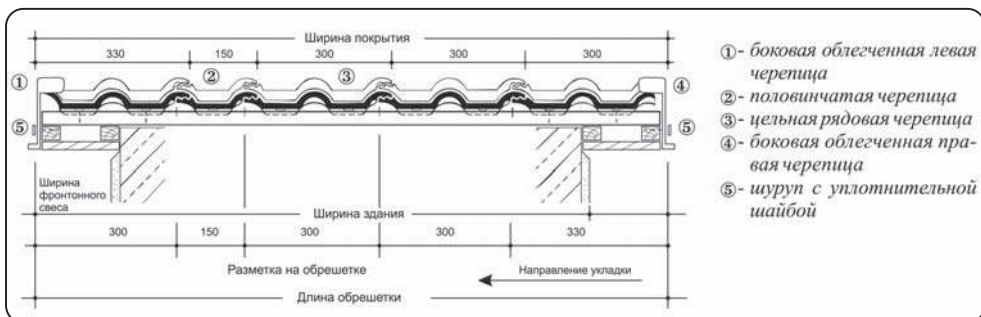 Ширина покрытия
330 150 300 300 300
① ② ③ ④
⑤ ⑤
Ширина
фронтонного
свеса
Ширина здания
300 150 300 300 330
Разметка на обрешетке
Направление укладки
Длина обрешетки
①- боковая облегченная левая
черепица
②- половинчатая черепица
③- цельная рядовая черепица
④- боковая облегченная пра-
вая черепица
⑤- шуруп с уплотнительной
шайбой